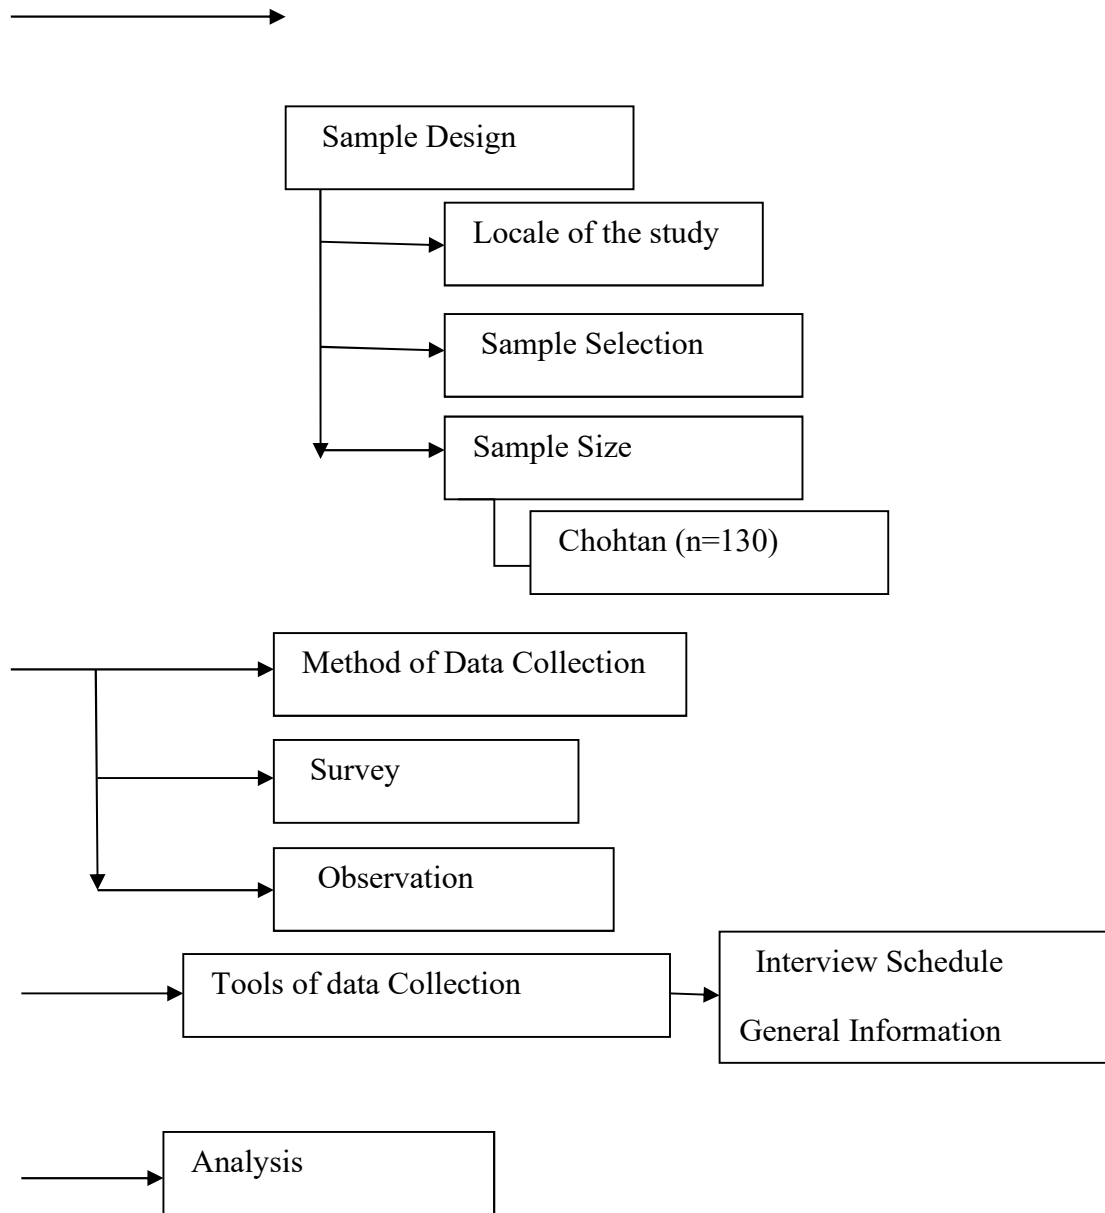 Sample Design
Locale of the study
Sample Selection
Sample Size
Chohtan (n=130)
Method of Data Collection
Survey
Observation
Tools of data Collection
Interview Schedule
General Information
Analysis